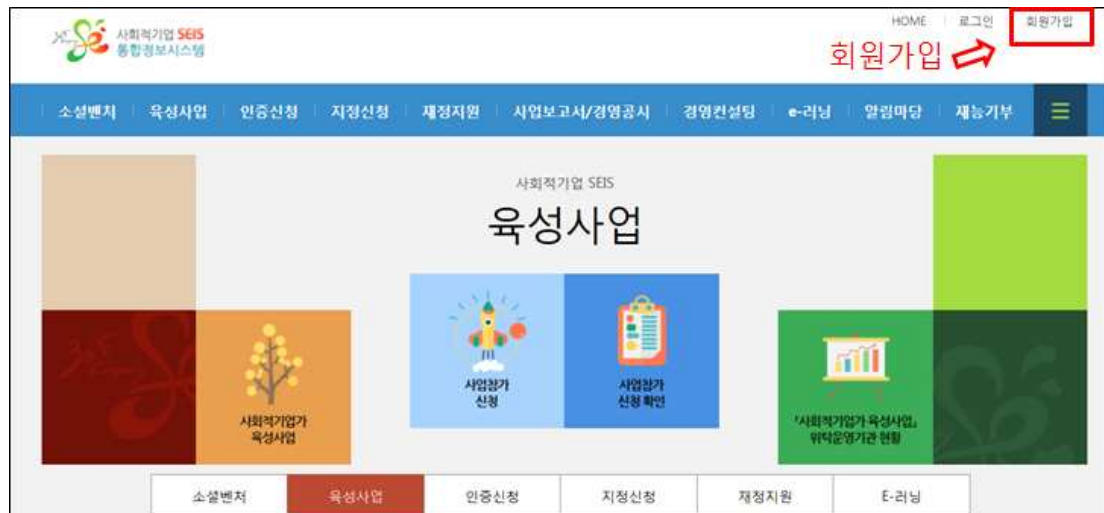 HOME 로그인 회원가입
사회적기업 SEIS
통합정보시스템
회원가입
소셜벤처 육성사업 인증신청 지정신청 재정지원 사업보고서/경영공시 경영컨설팅 e-러닝 알림마당 재능기부
사회적기업 SEIS
육성사업
사업참가
신청
사업참가
신청 확인
사회적기업가
육성사업
「사회적기업가 육성사업」
위탁운영기관 현황
소셜벤처 육성사업 인증신청 지정신청 재정지원 E-러닝